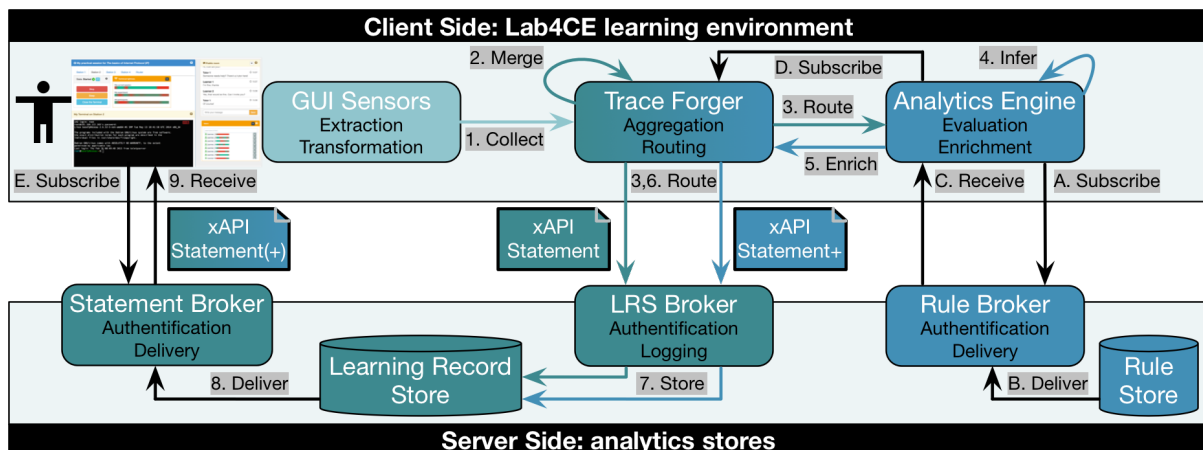 Client Side: Lab4CE learning environment
2. Merge
D. Subscribe
4. Infer
GUI Sensors
Extraction
Transformation
1. Collect
Trace Forger
Aggregation
Routing
3. Route
5. Enrich
Analytics Engine
Evaluation
Enrichment
E. Subscribe
9. Receive
3,6. Route
C. Receive
A. Subscribe
xAPI
Statement(+)
xAPI
Statement
xAPI
Statement+
Statement Broker
Authentification
Delivery
LRS Broker
Authentification
Logging
Rule Broker
Authentification
Delivery
8. Deliver
Learning Record
Store
7. Store
B. Deliver
Rule
Store
Server Side: analytics stores